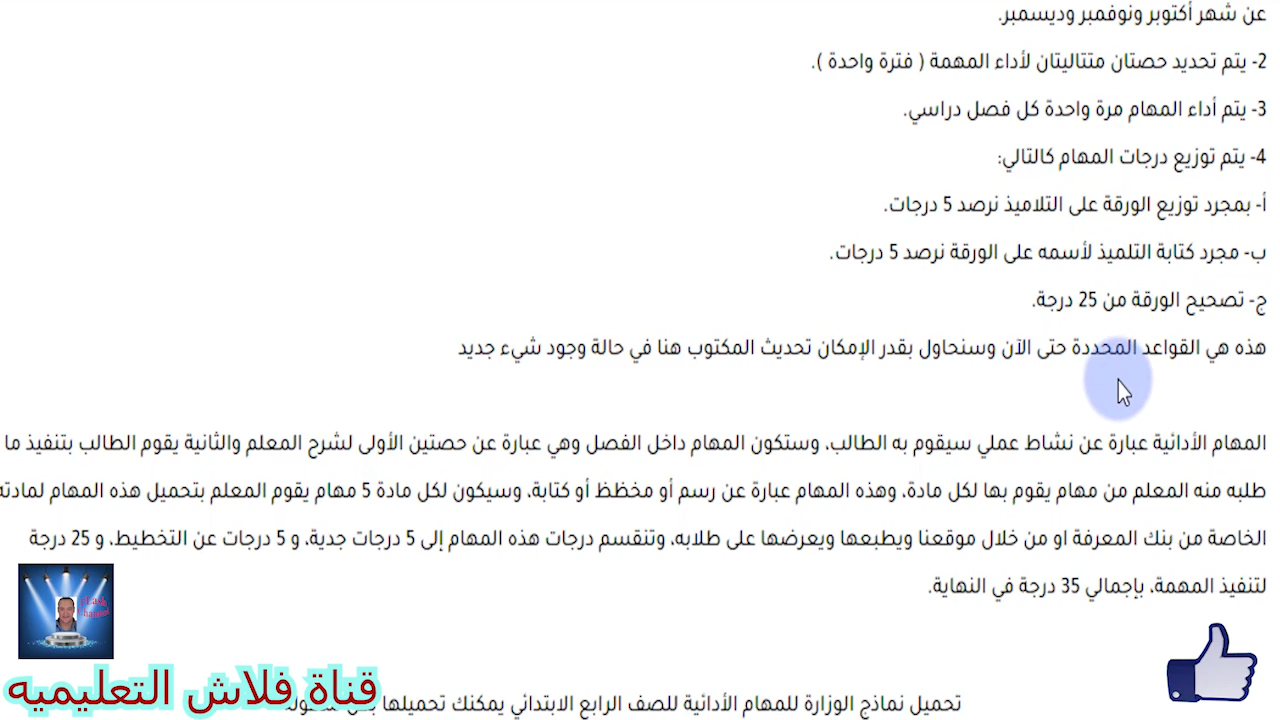 عن شهر أكتوبر ونوفمبر وديسمبر.
2- يتم تحديد حصتان متتاليتان لأداء المهمة ( فترة واحدة ).
3- يتم أداء المهام مرة واحدة كل فصل دراسي.
4- يتم توزيع درجات المهام كالتالي:
أ- بمجرد توزيع الورقة على التلاميذ نرصد 5 درجات.
ب- مجرد كتابة التلميذ لأسمه على الورقة نرصد 5 درجات.
ج- تصحيح الورقة من 25 درجة.
هذه هي القواعد المحددة حتى الآن وسنحاول بقدر الإمكان تحديث المكتوب هنا في حالة وجود شيء جديد
المهام الأدائية عبارة عن نشاط عملي سيقوم به الطالب، وستكون المهام داخل الفصل وهي عبارة عن حصتين الأولى لشرح المعلم والثانية يقوم الطالب بتنفيذ ما
طلبه منه المعلم من مهام يقوم بها لكل مادة، وهذه المهام عبارة عن رسم أو مخظظ أو كتابة، وسيكون لكل مادة 5 مهام يقوم المعلم بتحميل هذه المهام لمادته
الخاصة من بنك المعرفة او من خلال موقعنا ويطبعها ويعرضها على طلابه، وتنقسم درجات هذه المهام إلى 5 درجات جدية، و 5 درجات عن التخطيط، و 25 درجة
لتنفيذ المهمة، بإجمالي 35 درجة في النهاية.
قناة فلاش التعليميه
تحميل نماذج الوزارة للمهام الأدائية للصف الرابع الابتدائي يمكنك تحميلها